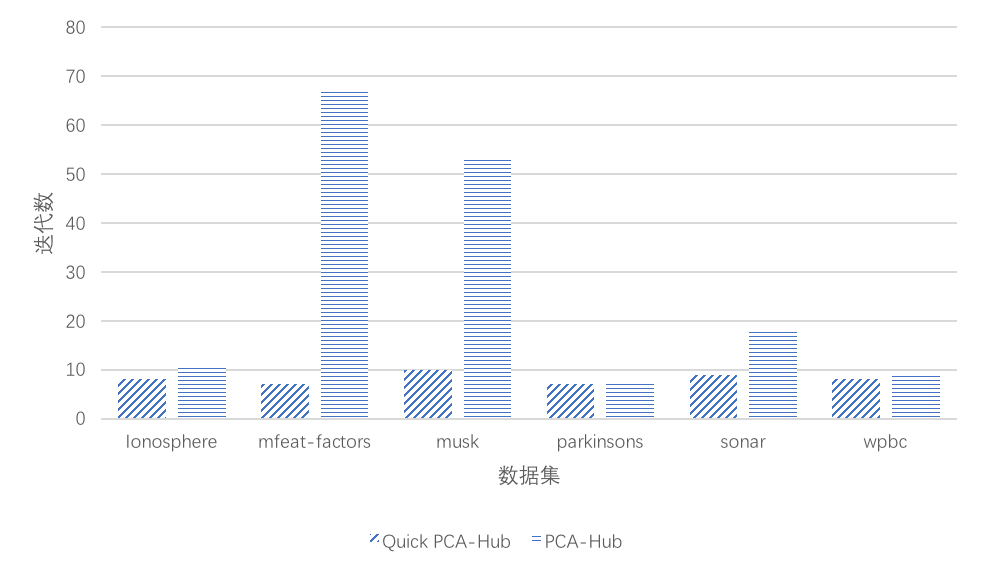 80
70
60
50
40
30
20
10
0
迭代数
Ionosphere mfeat-factors musk parkinsons sonar wpbc
数据集
Quick PCA-Hub PCA-Hub